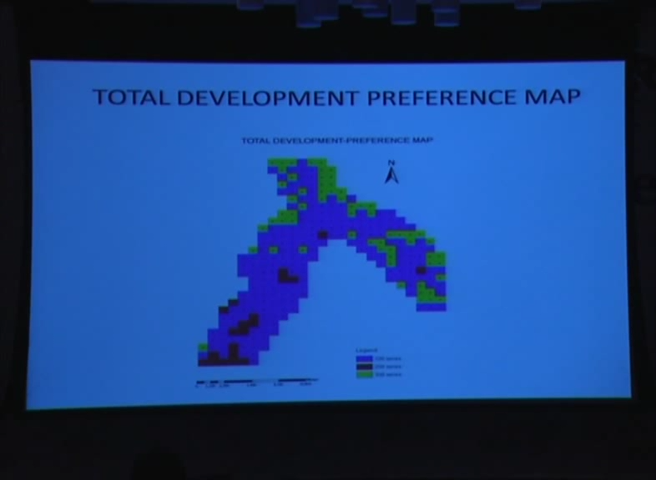 TOTAL DEVELOPMENT PREFERENCE MAP
TOTAL DEVELOPMENT-PREFERENCE MAP
N
Legend